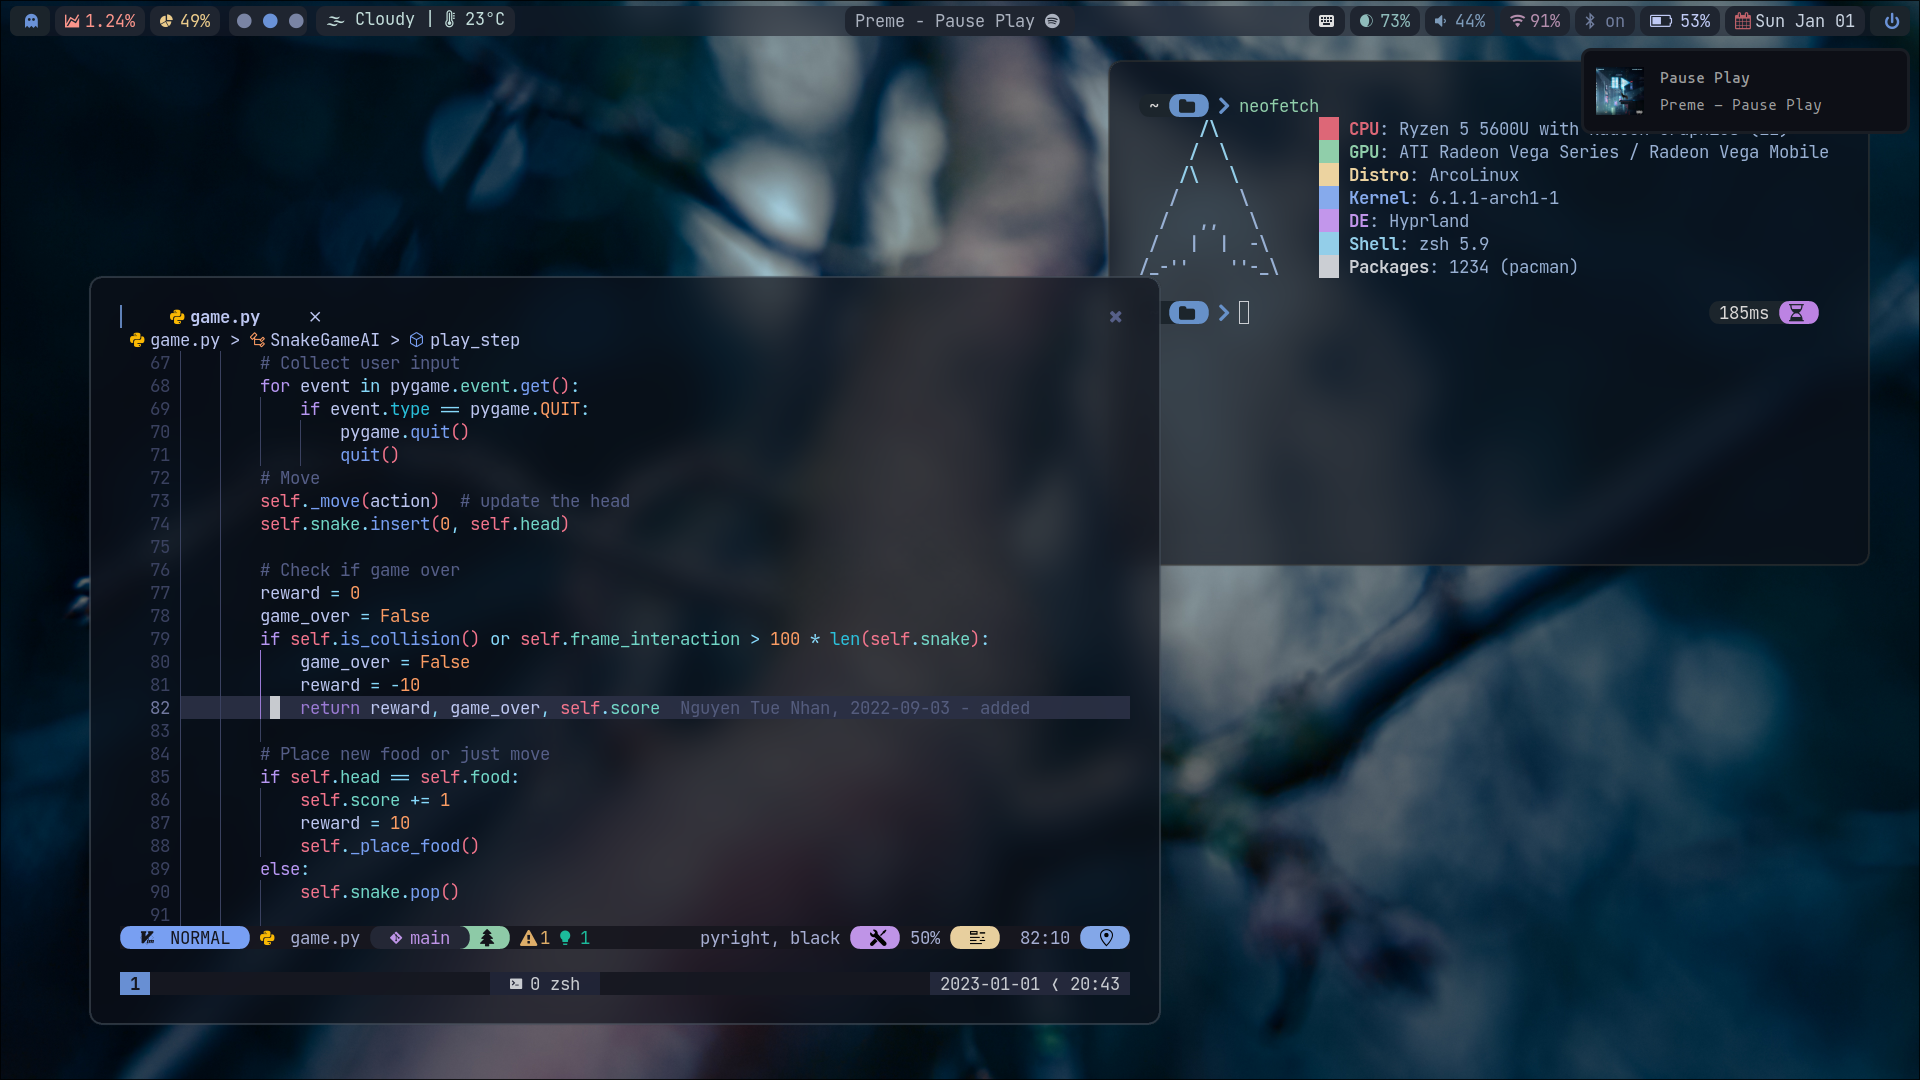 1.24% 49% Cloudy | 23°C Preme - Pause Play 73% 44% 91% on 53% Sun Jan 01
Pause Play
Preme – Pause Play
~ neofetch
CPU: Ryzen 5 5600U with
GPU: ATI Radeon Vega Series / Radeon Vega Mobile
Distro: ArcoLinux
Kernel: 6.1.1-arch1-1
DE: Hyprland
Shell: zsh 5.9
Packages: 1234 (pacman)
185ms
game.py ×
game.py > SnakeGameAI > play_step
67 # Collect user input
68 for event in pygame.event.get():
69 if event.type == pygame.QUIT:
70 pygame.quit()
71 quit()
72 # Move
73 self._move(action) # update the head
74 self.snake.insert(0, self.head)
75
76 # Check if game over
77 reward = 0
78 game_over = False
79 if self.is_collision() or self.frame_interaction > 100 * len(self.snake):
80 game_over = False
81 reward = -10
82 return reward, game_over, self.score Nguyen Tue Nhan, 2022-09-03 - added
83
84 # Place new food or just move
85 if self.head == self.food:
86 self.score += 1
87 reward = 10
88 self._place_food()
89 else:
90 self.snake.pop()
91
NORMAL game.py main 1 1 pyright, black 50% 82:10
1 0 zsh 2023-01-01 < 20:43